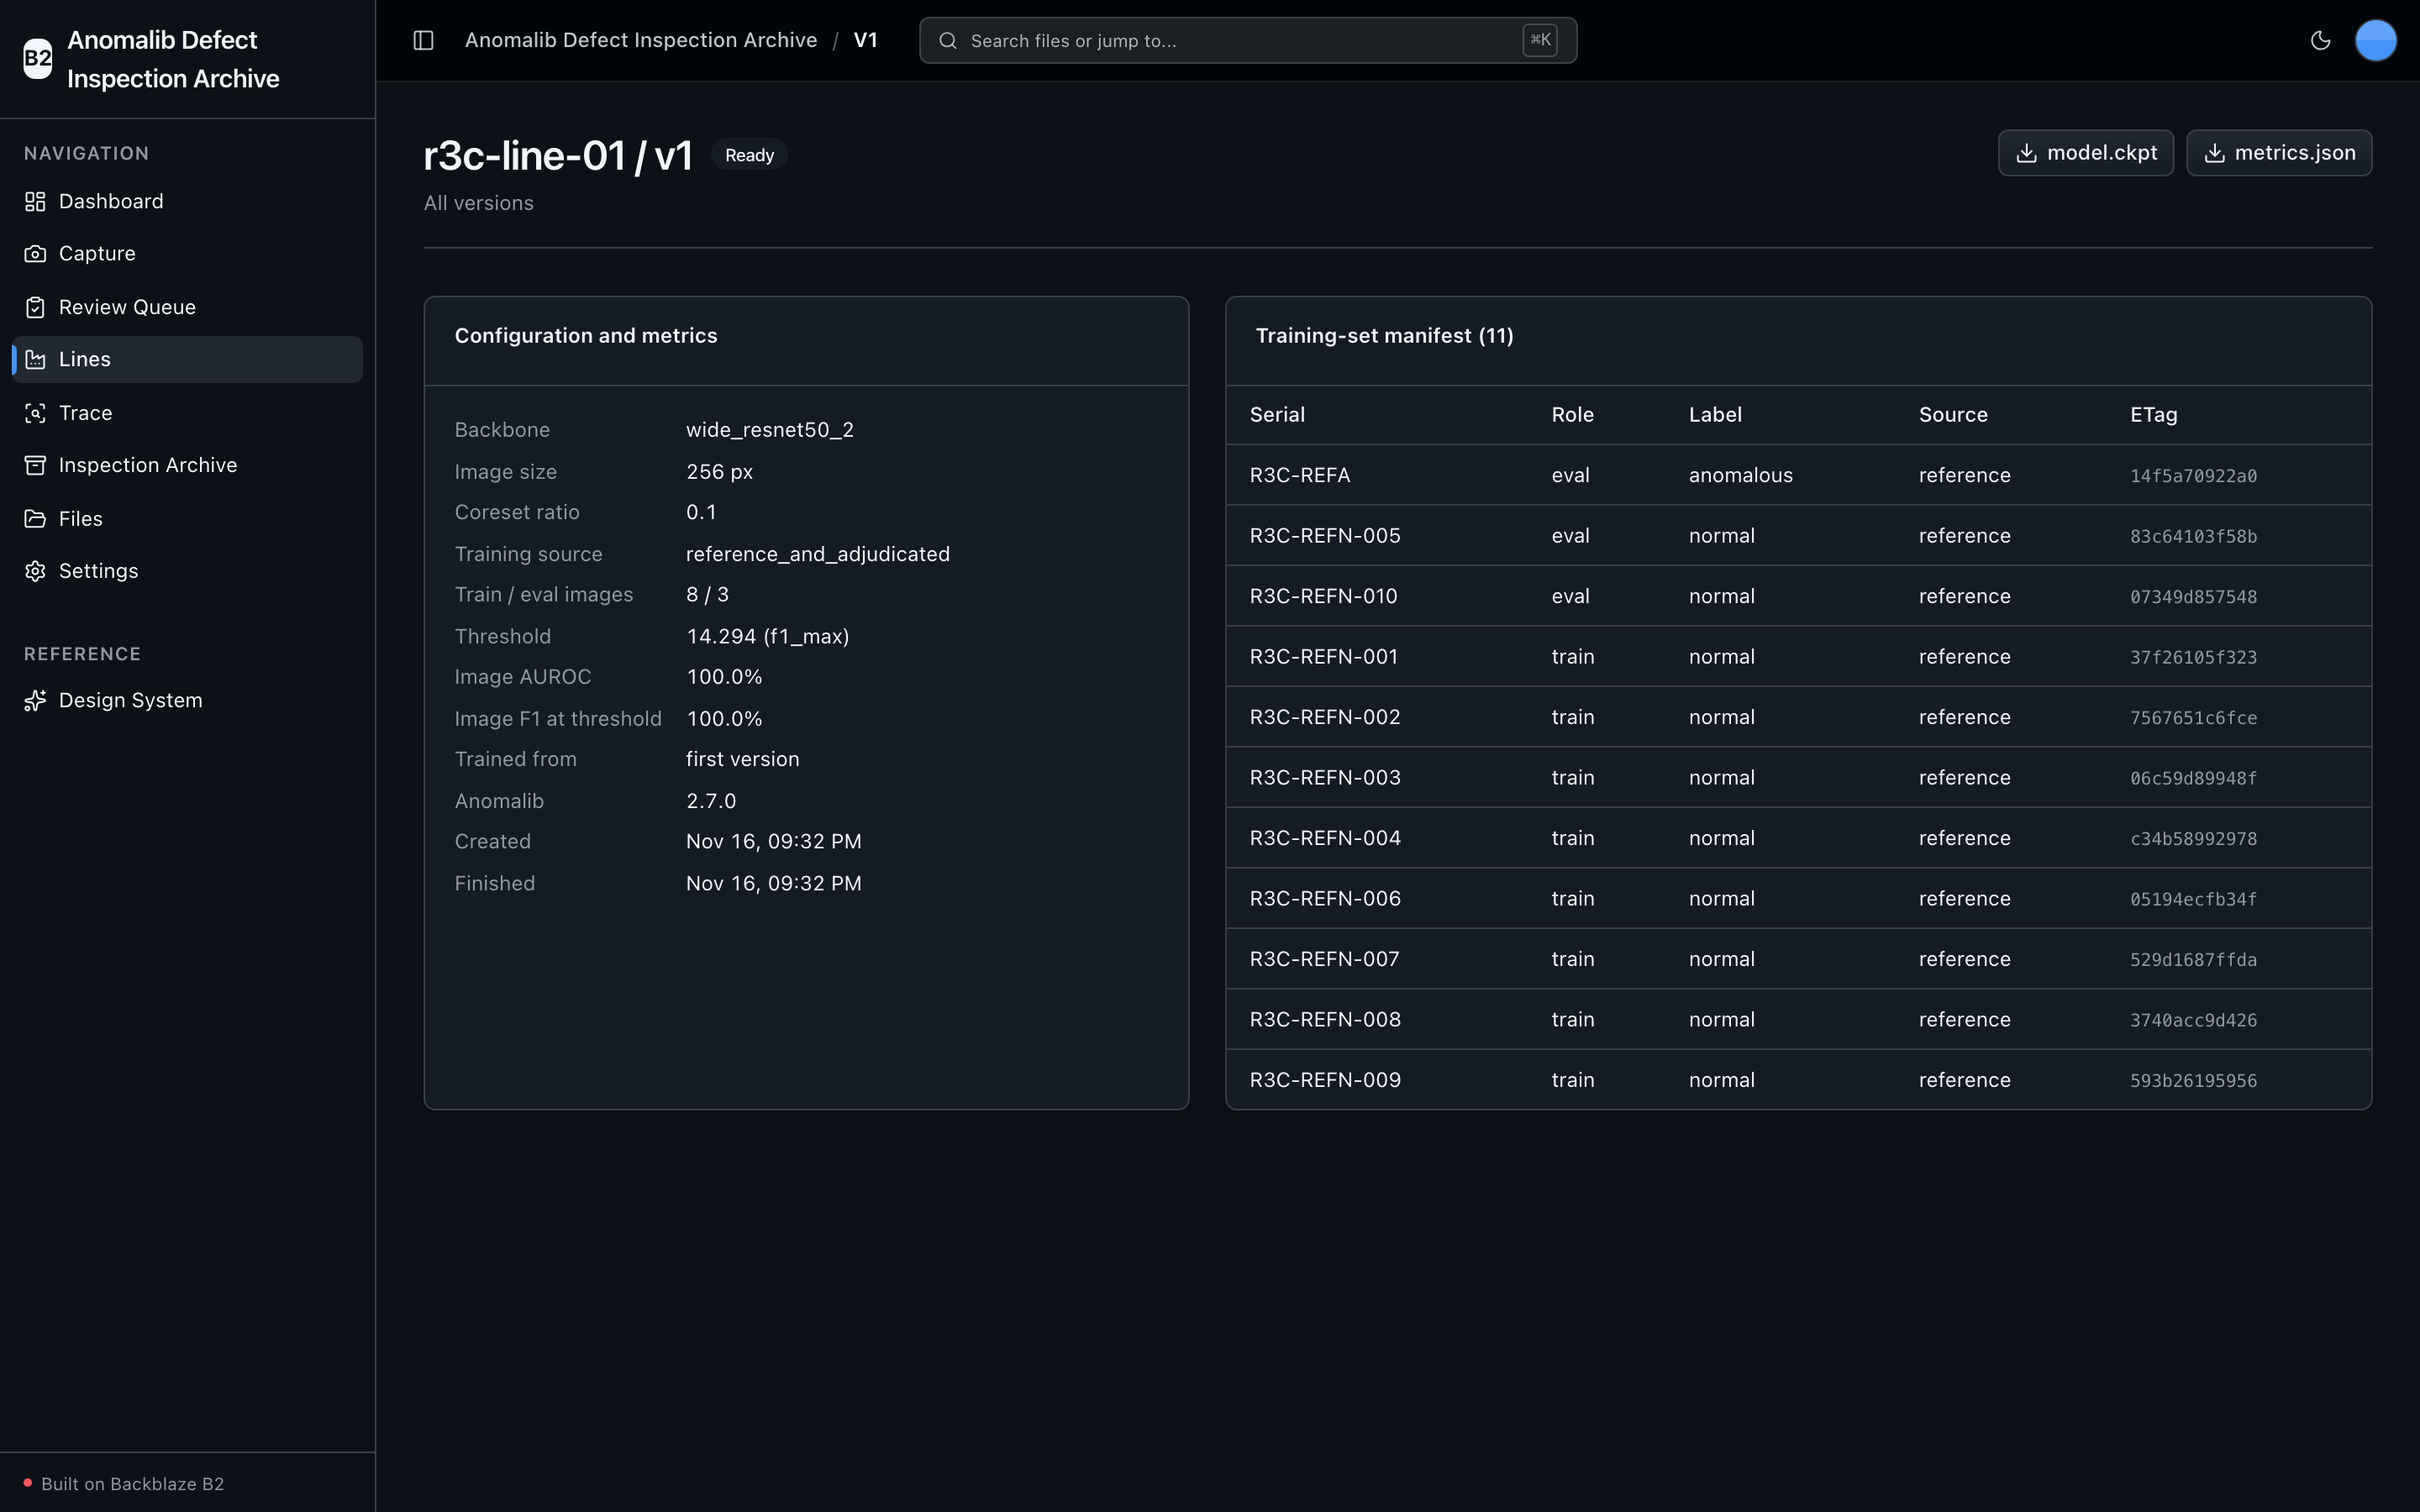 B2
Anomalib Defect
Inspection Archive
NAVIGATION
Dashboard
Capture
Review Queue
Lines
Trace
Inspection Archive
Files
Settings
REFERENCE
Design System
Built on Backblaze B2
Anomalib Defect Inspection Archive / V1
Search files or jump to... ⌘K
r3c-line-01 / v1 Ready
All versions
model.ckpt
metrics.json
Configuration and metrics
Backbone wide_resnet50_2
Image size 256 px
Coreset ratio 0.1
Training source reference_and_adjudicated
Train / eval images 8 / 3
Threshold 14.294 (f1_max)
Image AUROC 100.0%
Image F1 at threshold 100.0%
Trained from first version
Anomalib 2.7.0
Created Nov 16, 09:32 PM
Finished Nov 16, 09:32 PM
Training-set manifest (11)
Serial Role Label Source ETag
R3C-REFA eval anomalous reference 14f5a70922a0
R3C-REFN-005 eval normal reference 83c64103f58b
R3C-REFN-010 eval normal reference 07349d857548
R3C-REFN-001 train normal reference 37f26105f323
R3C-REFN-002 train normal reference 7567651c6fce
R3C-REFN-003 train normal reference 06c59d89948f
R3C-REFN-004 train normal reference c34b58992978
R3C-REFN-006 train normal reference 05194ecfb34f
R3C-REFN-007 train normal reference 529d1687ffda
R3C-REFN-008 train normal reference 3740acc9d426
R3C-REFN-009 train normal reference 593b26195956